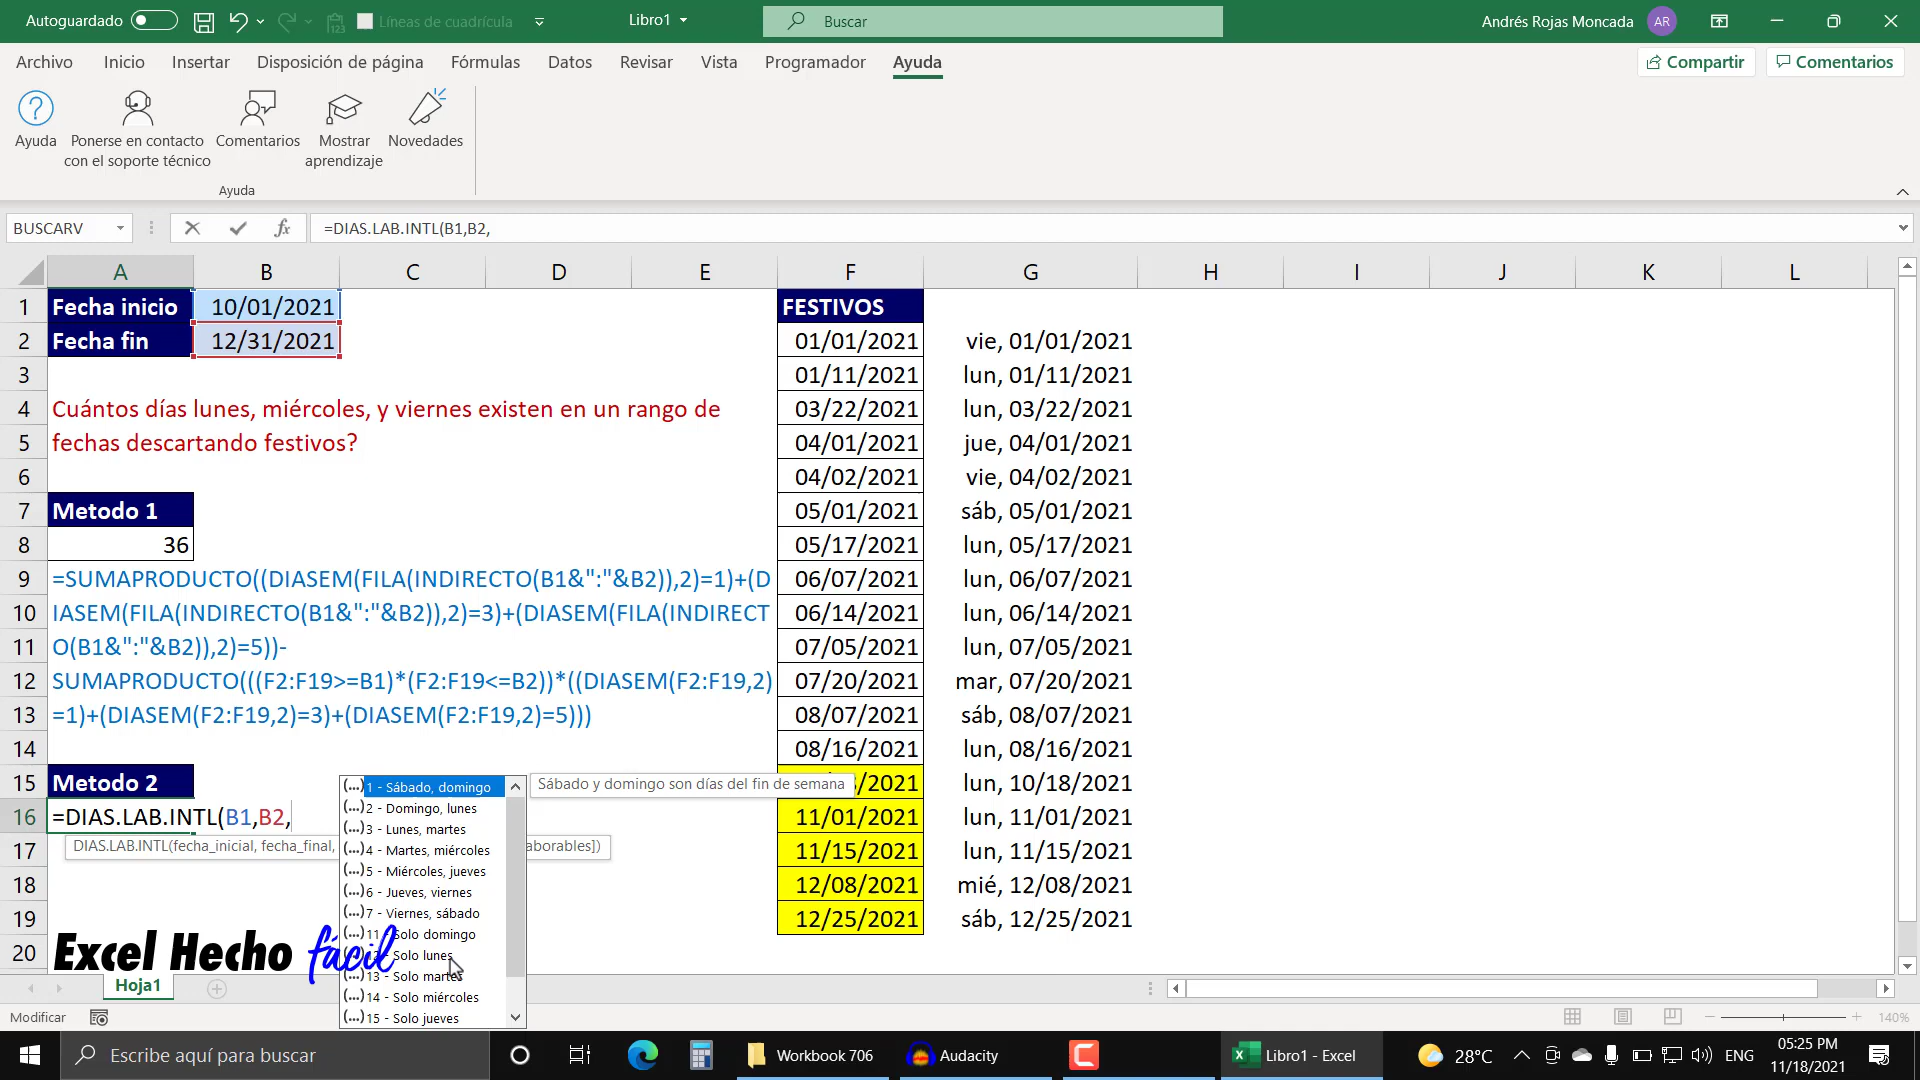 Autoguardado
Líneas de cuadrícula
Libro1
Buscar
Andrés Rojas Moncada
AR
Archivo
Inicio
Insertar
Disposición de página
Fórmulas
Datos
Revisar
Vista
Programador
Ayuda
Compartir
Comentarios
Ayuda
Ponerse en contacto
con el soporte técnico
Comentarios
Mostrar
aprendizaje
Novedades
Ayuda
BUSCARV
fx
=DIAS.LAB.INTL(B1,B2,
A B C D E F G H I J K L
1 Fecha inicio 10/01/2021 FESTIVOS
2 Fecha fin 12/31/2021 01/01/2021 vie, 01/01/2021
3 01/11/2021 lun, 01/11/2021
4 Cuántos días lunes, miércoles, y viernes existen en un rango de 03/22/2021 lun, 03/22/2021
5 fechas descartando festivos? 04/01/2021 jue, 04/01/2021
6 04/02/2021 vie, 04/02/2021
7 Metodo 1 05/01/2021 sáb, 05/01/2021
8 36 05/17/2021 lun, 05/17/2021
9 =SUMAPRODUCTO((DIASEM(FILA(INDIRECTO(B1&":"&B2)),2)=1)+(D 06/07/2021 lun, 06/07/2021
10 IASEM(FILA(INDIRECTO(B1&":"&B2)),2)=3)+(DIASEM(FILA(INDIRECT 06/14/2021 lun, 06/14/2021
11 O(B1&":"&B2)),2)=5))- 07/05/2021 lun, 07/05/2021
12 SUMAPRODUCTO(((F2:F19>=B1)*(F2:F19<=B2))*((DIASEM(F2:F19,2) 07/20/2021 mar, 07/20/2021
13 =1)+(DIASEM(F2:F19,2)=3)+(DIASEM(F2:F19,2)=5))) 08/07/2021 sáb, 08/07/2021
14 08/16/2021 lun, 08/16/2021
15 Metodo 2 /2021 lun, 10/18/2021
16 =DIAS.LAB.INTL(B1,B2, 11/01/2021 lun, 11/01/2021
17 11/15/2021 lun, 11/15/2021
18 12/08/2021 mié, 12/08/2021
19 12/25/2021 sáb, 12/25/2021
20
DIAS.LAB.INTL(fecha_inicial, fecha_final, aborables])
(...)1 - Sábado, domingo
Sábado y domingo son días del fin de semana
(...)2 - Domingo, lunes
(...)3 - Lunes, martes
(...)4 - Martes, miércoles
(...)5 - Miércoles, jueves
(...)6 - Jueves, viernes
(...)7 - Viernes, sábado
(...)11 - Solo domingo
Solo lunes
(...)13 - Solo martes
(...)14 - Solo miércoles
(...)15 - Solo jueves
Excel Hecho fácil
Hoja1
Modificar
140%
Escribe aquí para buscar
Workbook 706
Audacity
Libro1 - Excel
28°C
ENG
05:25 PM
11/18/2021